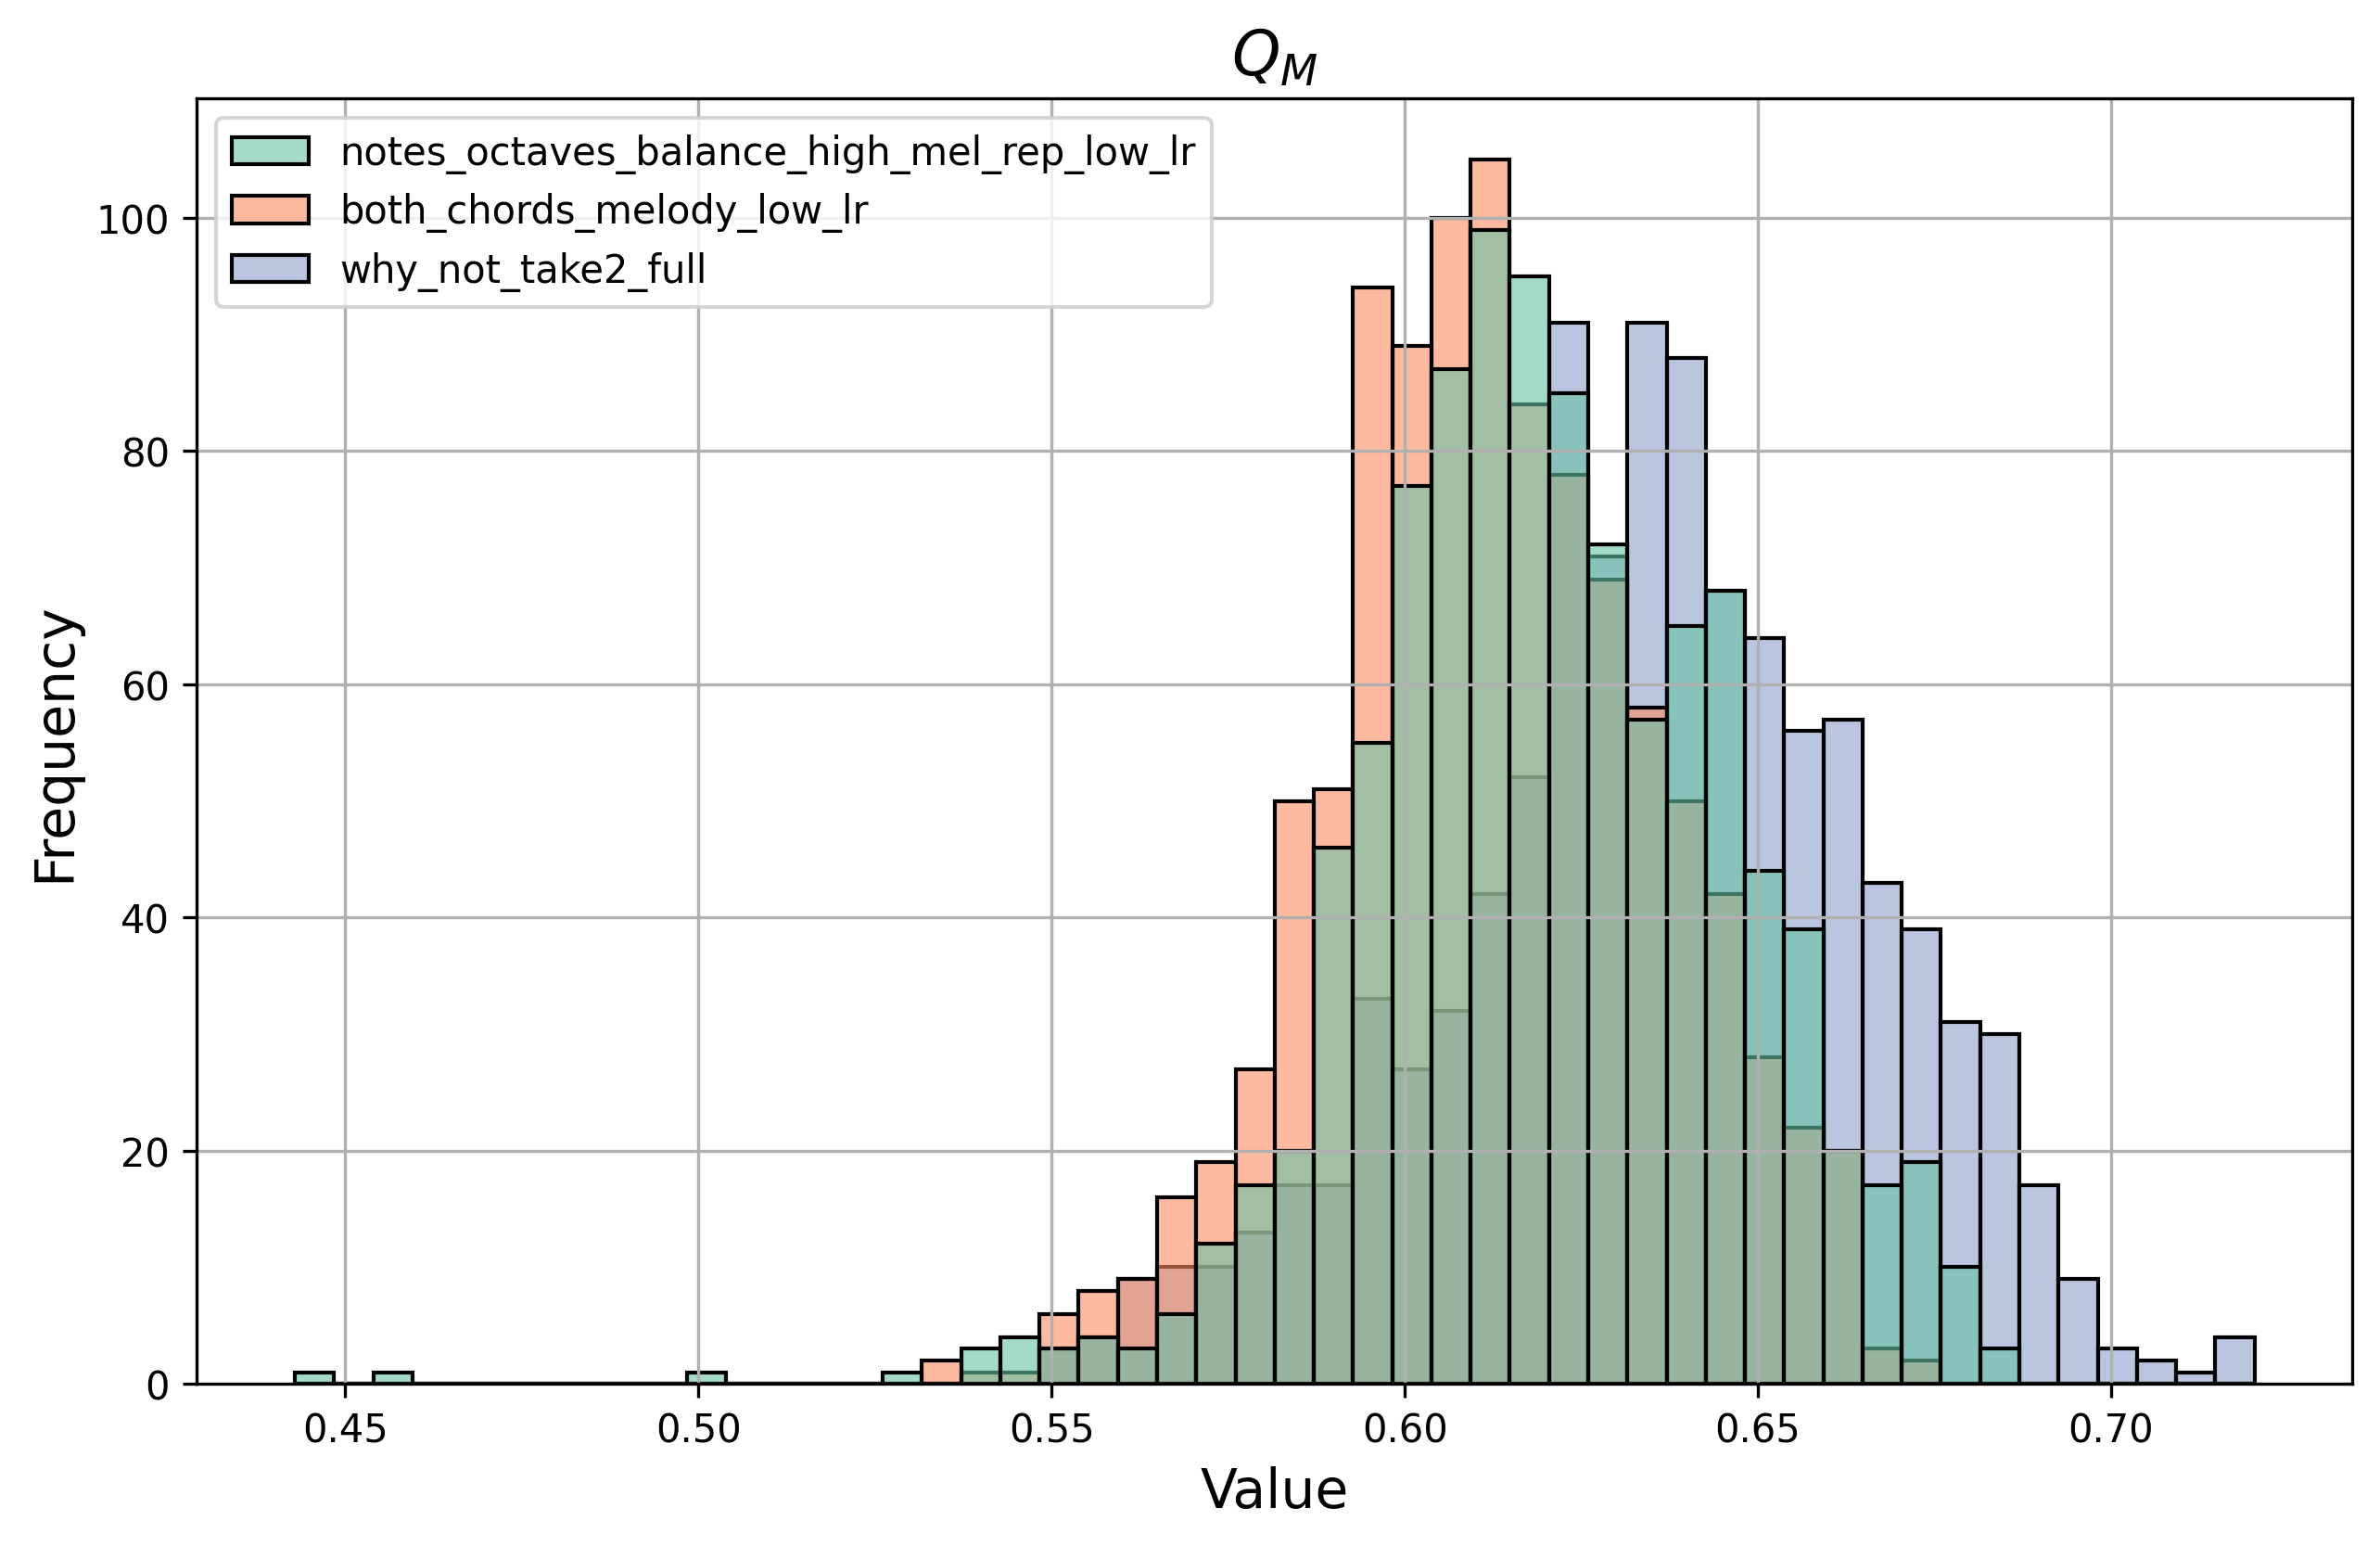 Q_M
notes_octaves_balance_high_mel_rep_low_lr
both_chords_melody_low_lr
why_not_take2_full
100
80
60
40
20
0
Frequency
0.45 0.50 0.55 0.60 0.65 0.70
Value